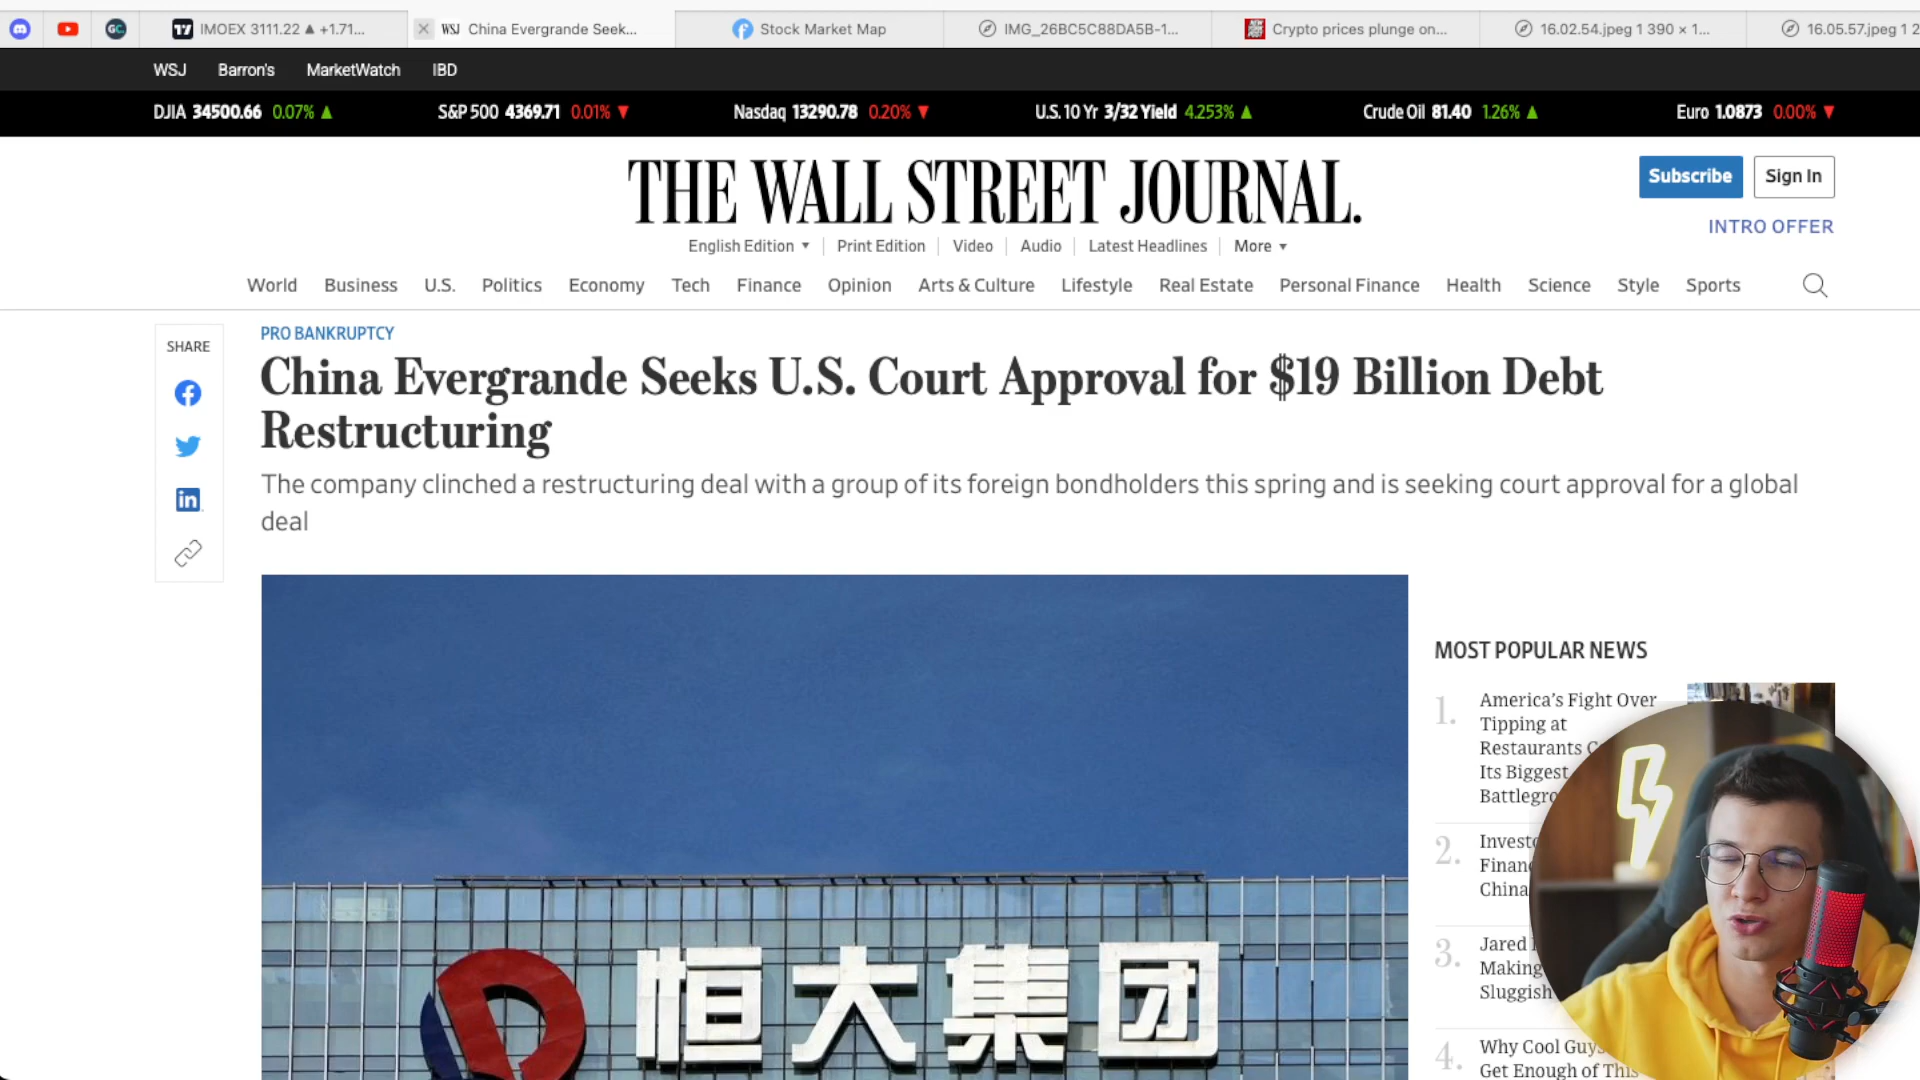 IMOEX 3111.22 ▲ +1.71...
WSJ China Evergrande Seek...
Stock Market Map
IMG_26BC5C88DA5B-1...
Crypto prices plunge on...
16.02.54.jpeg 1 390 × 1...
16.05.57.jpeg 1 2
WSJ Barron's MarketWatch IBD
DJIA 34500.66 0.07% ▲ S&P 500 4369.71 0.01% ▼ Nasdaq 13290.78 0.20% ▼ U.S. 10 Yr 3/32 Yield 4.253% ▲ Crude Oil 81.40 1.26% ▲ Euro 1.0873 0.00% ▼
THE WALL STREET JOURNAL.
Subscribe Sign In
INTRO OFFER
English Edition ▼ Print Edition Video Audio Latest Headlines More ▼
World Business U.S. Politics Economy Tech Finance Opinion Arts & Culture Lifestyle Real Estate Personal Finance Health Science Style Sports
SHARE
PRO BANKRUPTCY
China Evergrande Seeks U.S. Court Approval for $19 Billion Debt
Restructuring
The company clinched a restructuring deal with a group of its foreign bondholders this spring and is seeking court approval for a global
deal
恒大集团
MOST POPULAR NEWS
1. America's Fight Over
Tipping at
Restaurants
Its Biggest
2.
China
3. Jared
Making
Sluggish
4. Why Cool Guys
Get Enough of This